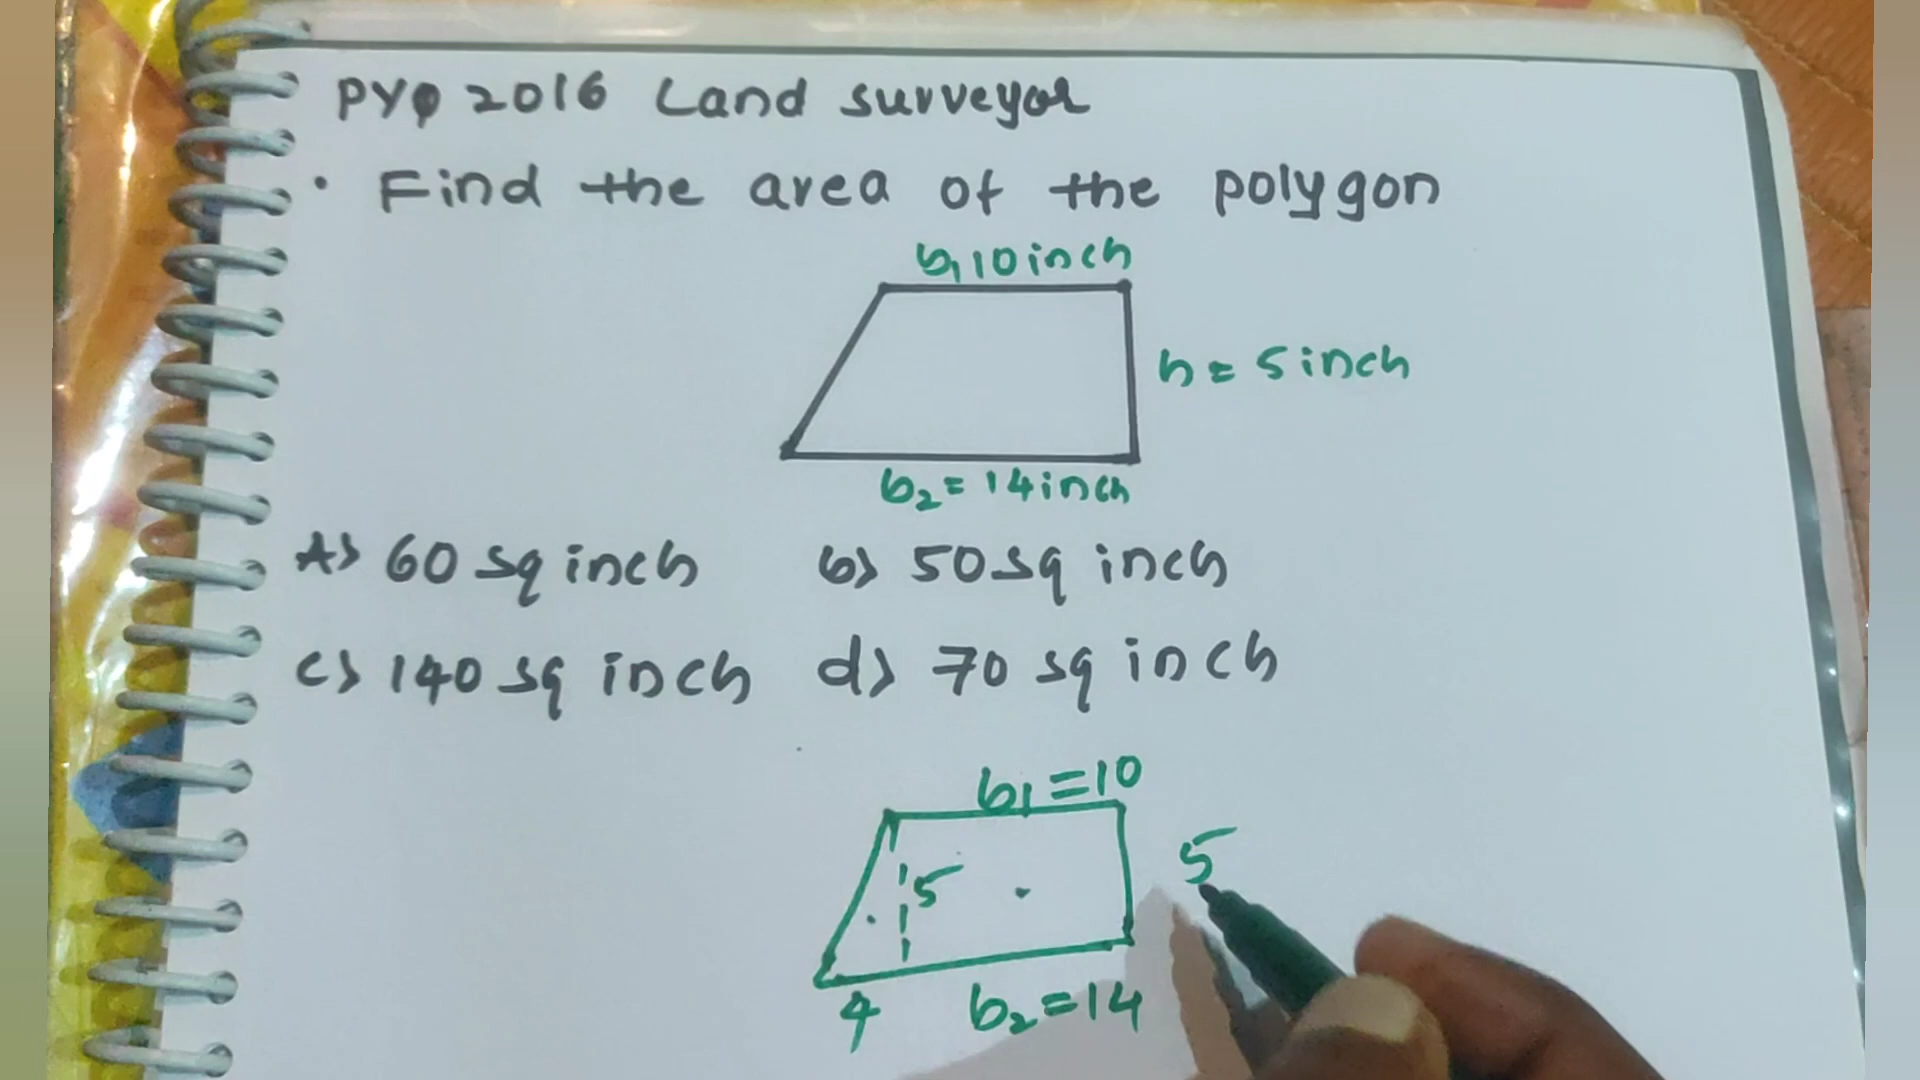 PYQ 2016 Land surveyor
• Find the area of the polygon
b1 10 inch
h = 5 inch
b2 = 14 inch
A) 60 sq inch b) 50 sq inch
c) 140 sq inch d) 70 sq inch
b1 = 10
5 5
4 b2 = 14